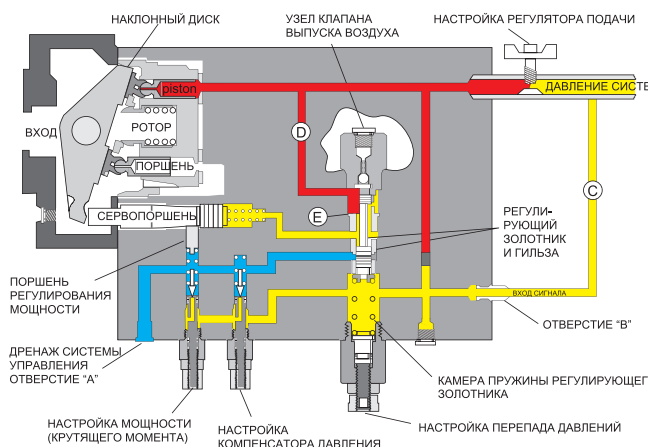 НАКЛОННЫЙ ДИСК
УЗЕЛ КЛАПАНА
ВЫПУСКА ВОЗДУХА
НАСТРОЙКА РЕГУЛЯТОРА ПОДАЧИ
piston
ДАВЛЕНИЕ СИСТЕ
ВХОД
РОТОР
D
ПОРШЕНЬ
C
E
СЕРВОПОРШЕНЬ
РЕГУЛИ-
РУЮЩИЙ
ЗОЛОТНИК
И ГИЛЬЗА
ПОРШЕНЬ
РЕГУЛИРОВАНИЯ
МОЩНОСТИ
ВХОД СИГНАЛА
ОТВЕРСТИЕ “В”
ДРЕНАЖ СИСТЕМЫ
УПРАВЛЕНИЯ
ОТВЕРСТИЕ “А”
КАМЕРА ПРУЖИНЫ РЕГУЛИРУЮЩЕГО
ЗОЛОТНИКА
НАСТРОЙКА МОЩНОСТИ
(КРУТЯЩЕГО МОМЕНТА)
НАСТРОЙКА
КОМПЕНСАТОРА ДАВЛЕНИЯ
НАСТРОЙКА ПЕРЕПАДА ДАВЛЕНИЙ